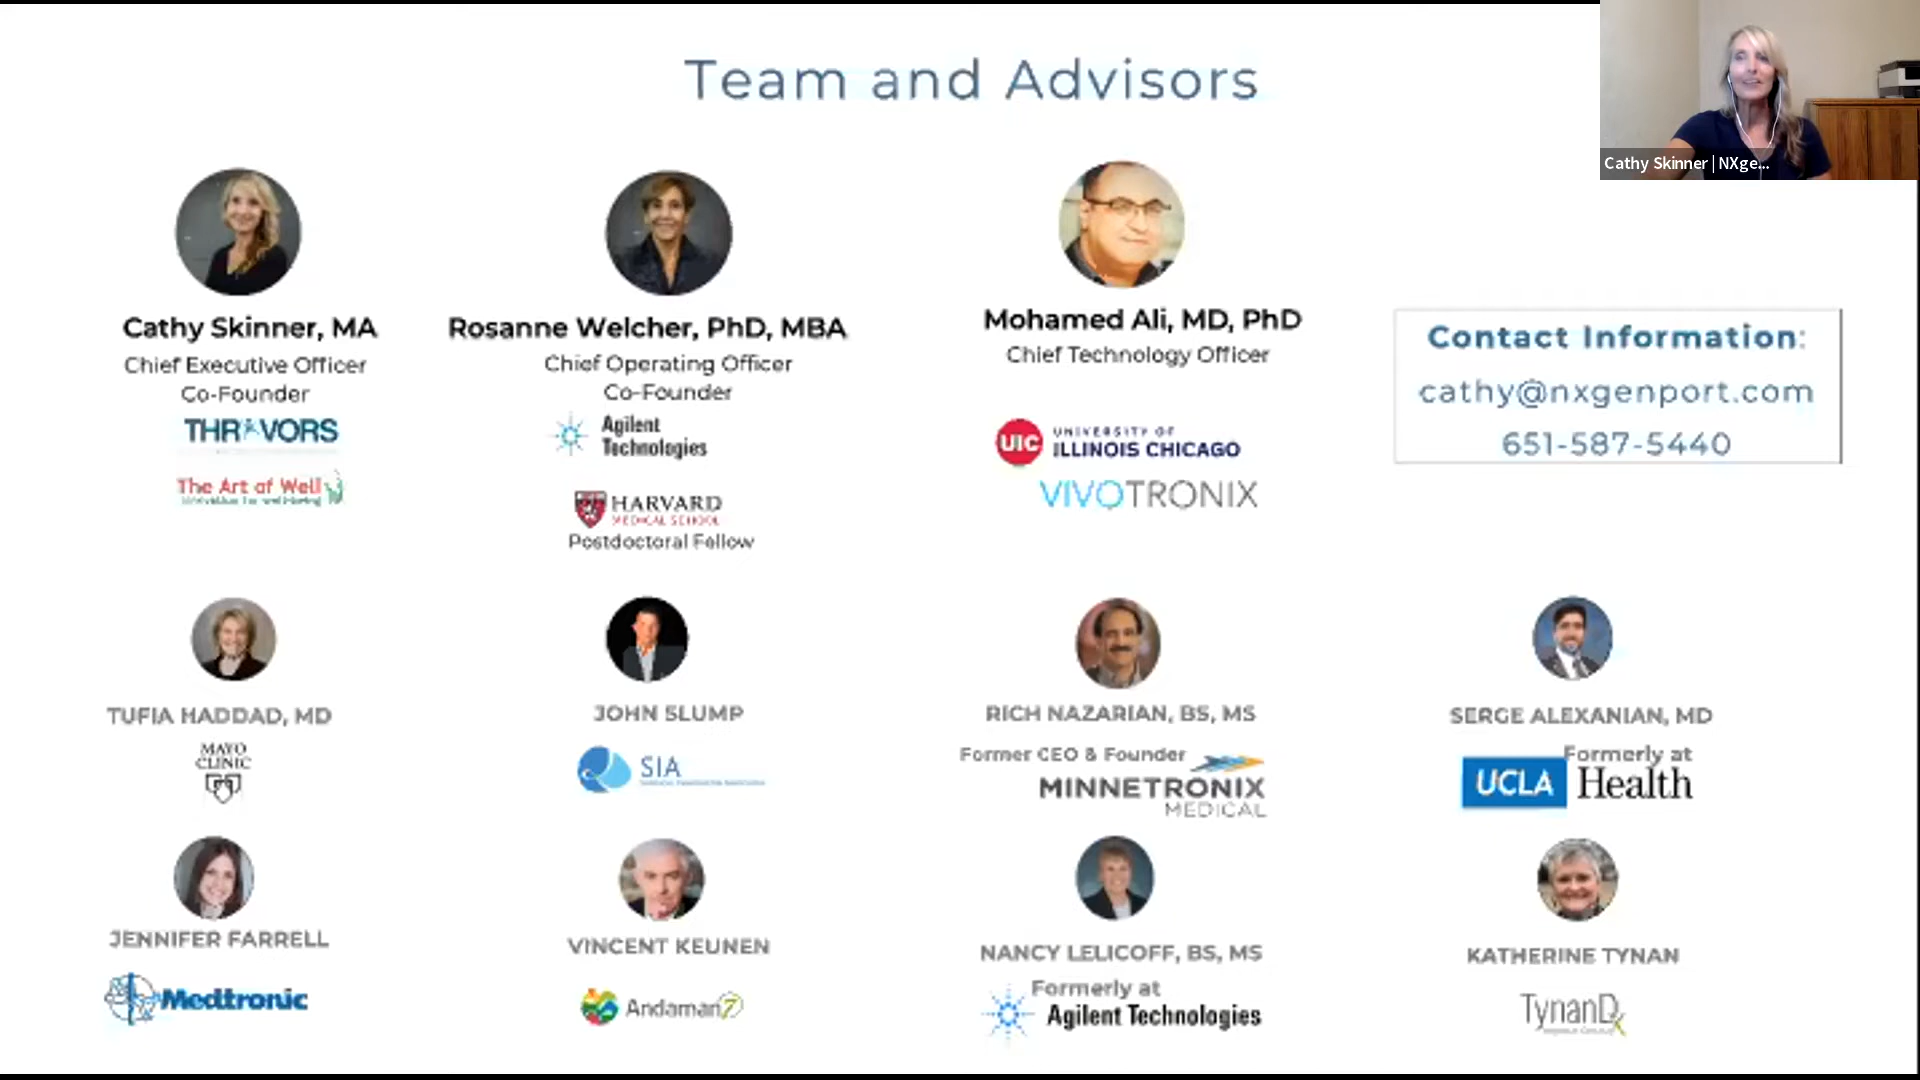 Team and Advisors
Cathy Skinner | NXge...
Cathy Skinner, MA
Chief Executive Officer
Co-Founder
THRIVORS
The Art of Well
Rosanne Welcher, PhD, MBA
Chief Operating Officer
Co-Founder
Agilent
Technologies
HARVARD
MEDICAL SCHOOL
Postdoctoral Fellow
Mohamed Ali, MD, PhD
Chief Technology Officer
UIC
UNIVERSITY OF
ILLINOIS CHICAGO
VIVOTRONIX
Contact Information:
cathy@nxgenport.com
651-587-5440
TUFIA HADDAD, MD
MAYO
CLINIC
JOHN SLUMP
SIA
RICH NAZARIAN, BS, MS
Former CEO & Founder
MINNETRONIX
MEDICAL
SERGE ALEXANIAN, MD
Formerly at
UCLA Health
JENNIFER FARRELL
Medtronic
VINCENT KEUNEN
Andaman7
NANCY LELICOFF, BS, MS
Formerly at
Agilent Technologies
KATHERINE TYNAN
TynanDx